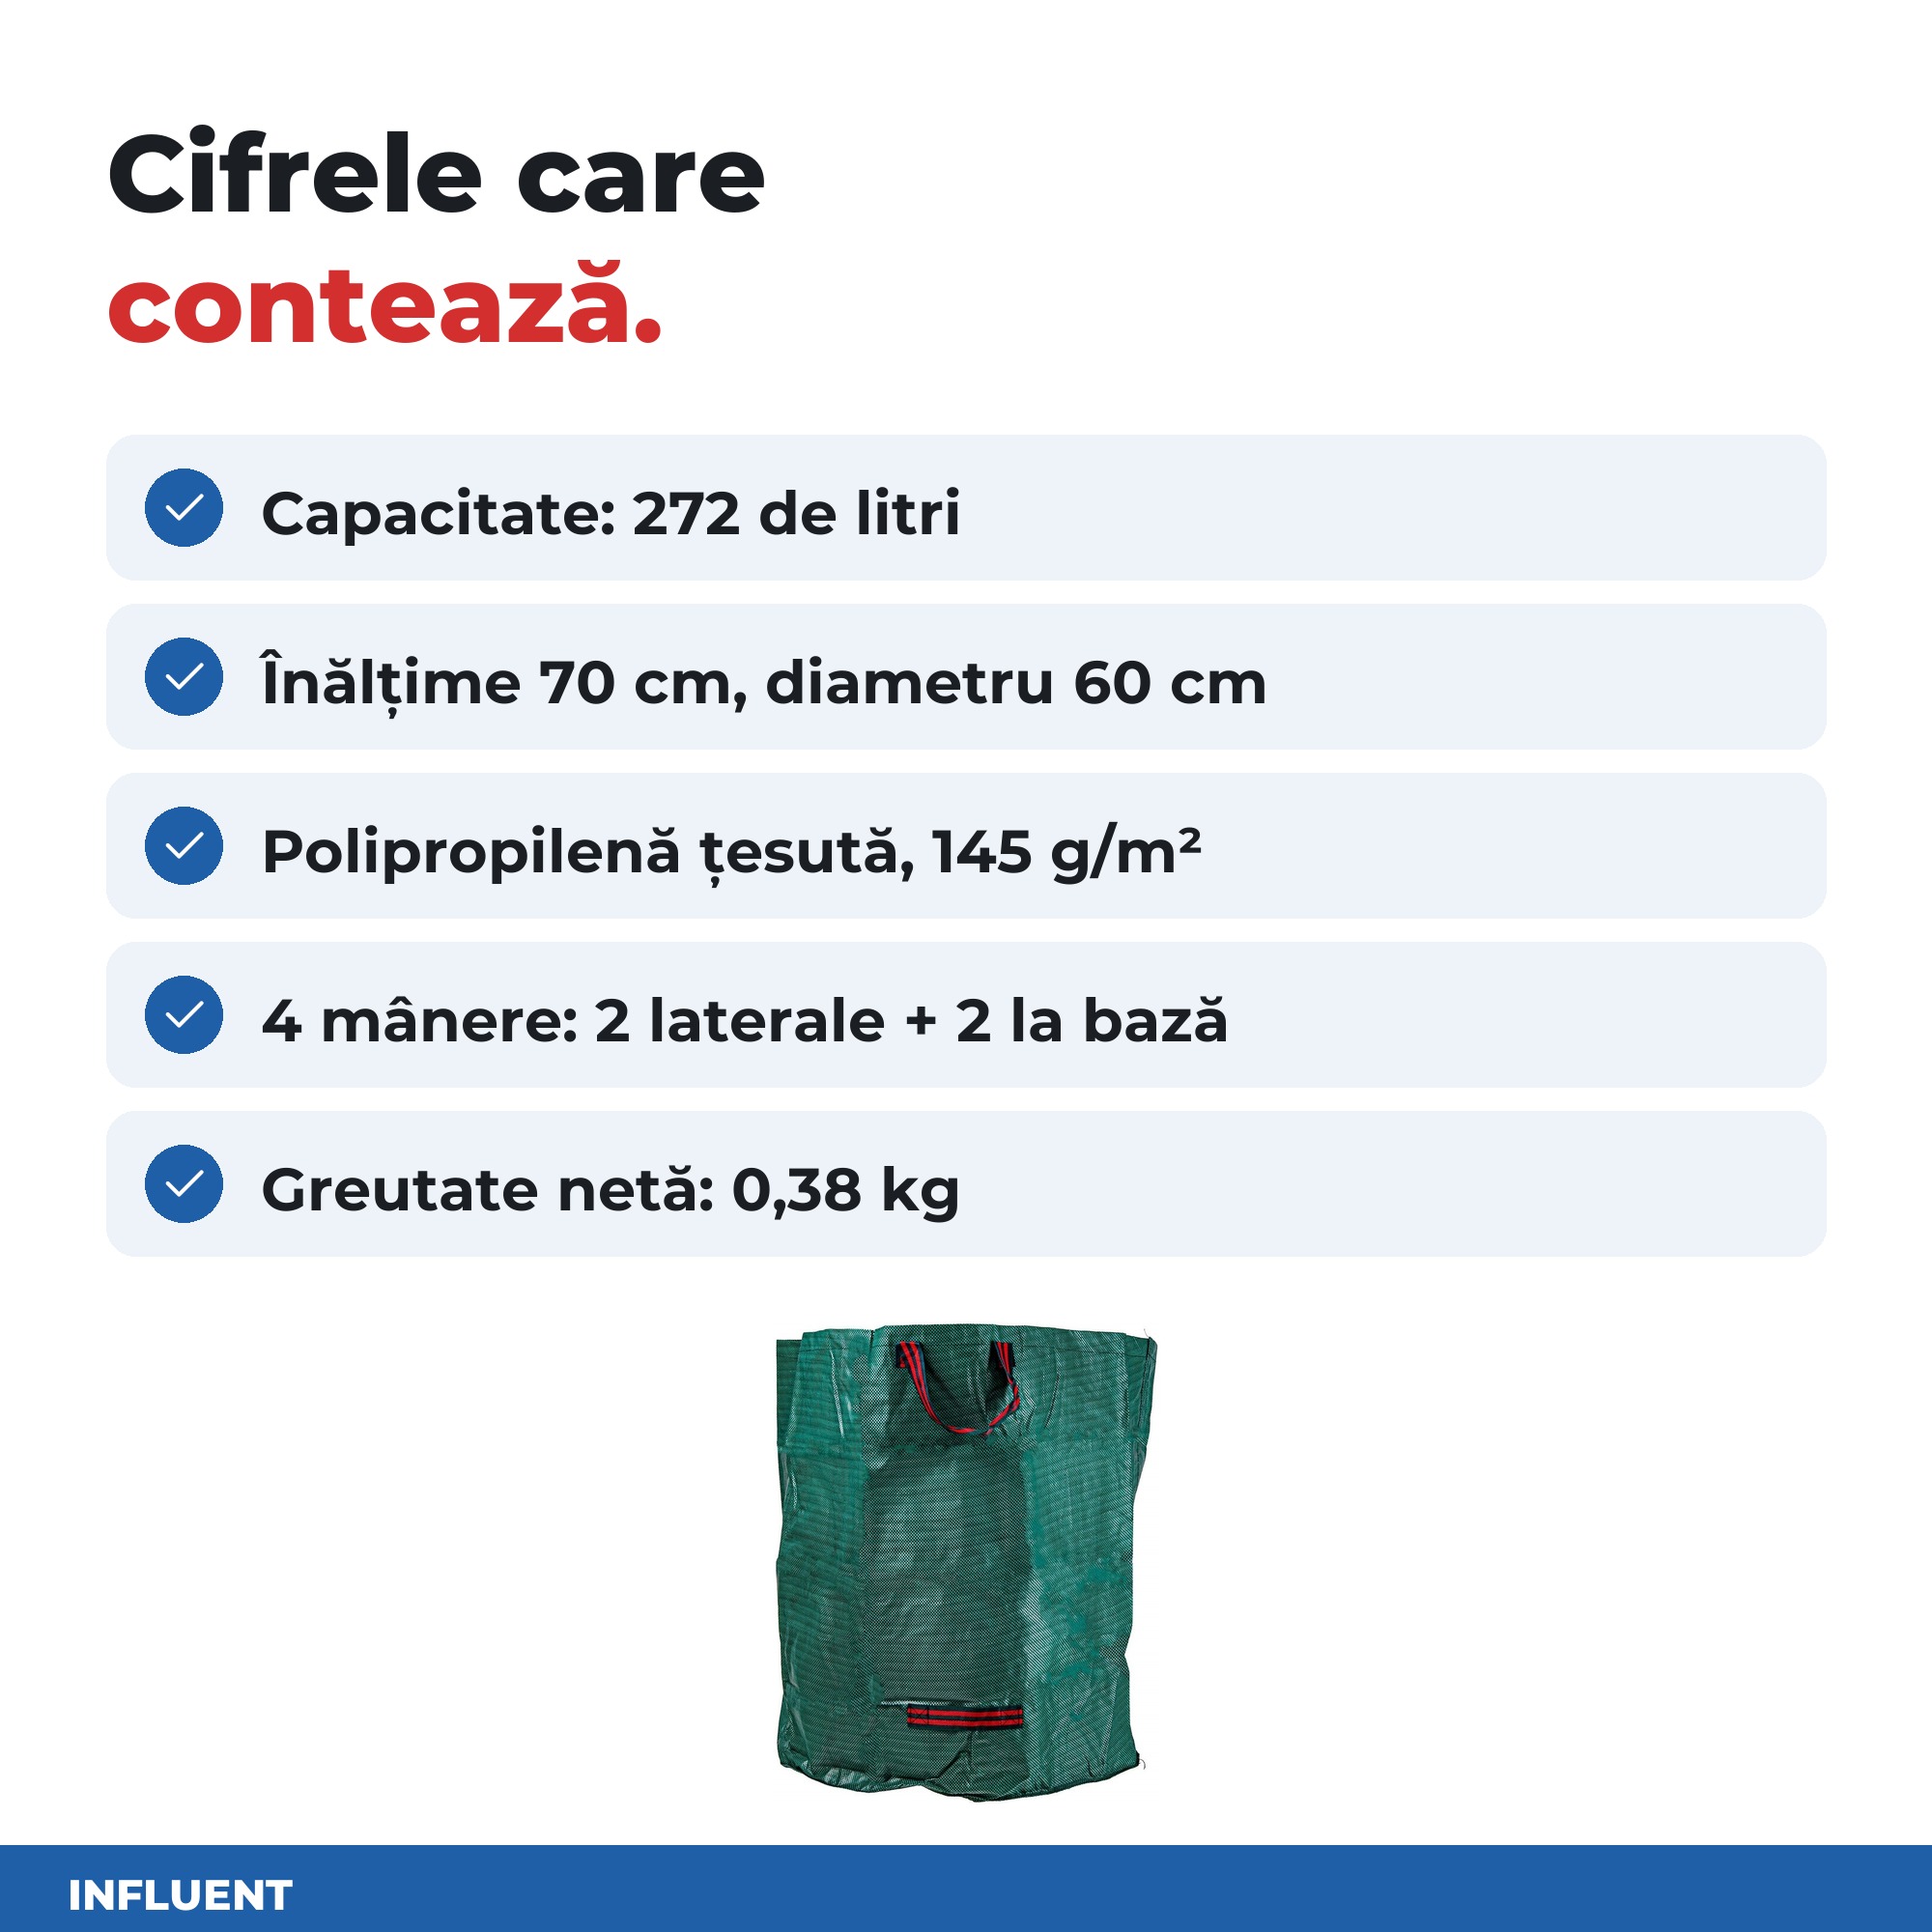 Cifrele care
contează.
Capacitate: 272 de litri
Înălțime 70 cm, diametru 60 cm
Polipropilenă țesută, 145 g/m²
4 mânere: 2 laterale + 2 la bază
Greutate netă: 0,38 kg
INFLUENT